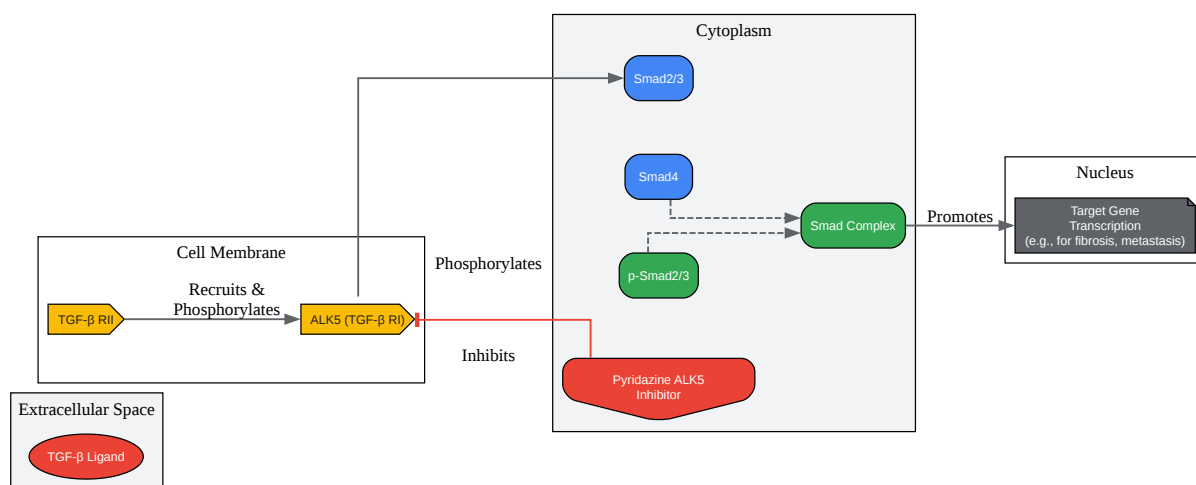 Cytoplasm
Smad2/3
Smad4
Nucleus
Target Gene
Transcription
(e.g., for fibrosis, metastasis)
Promotes
Smad Complex
Cell Membrane
Phosphorylates
p-Smad2/3
Recruits &
Phosphorylates
TGF-β RII
ALK5 (TGF-β RI)
Inhibits
Pyridazine ALK5
Inhibitor
Extracellular Space
TGF-β Ligand